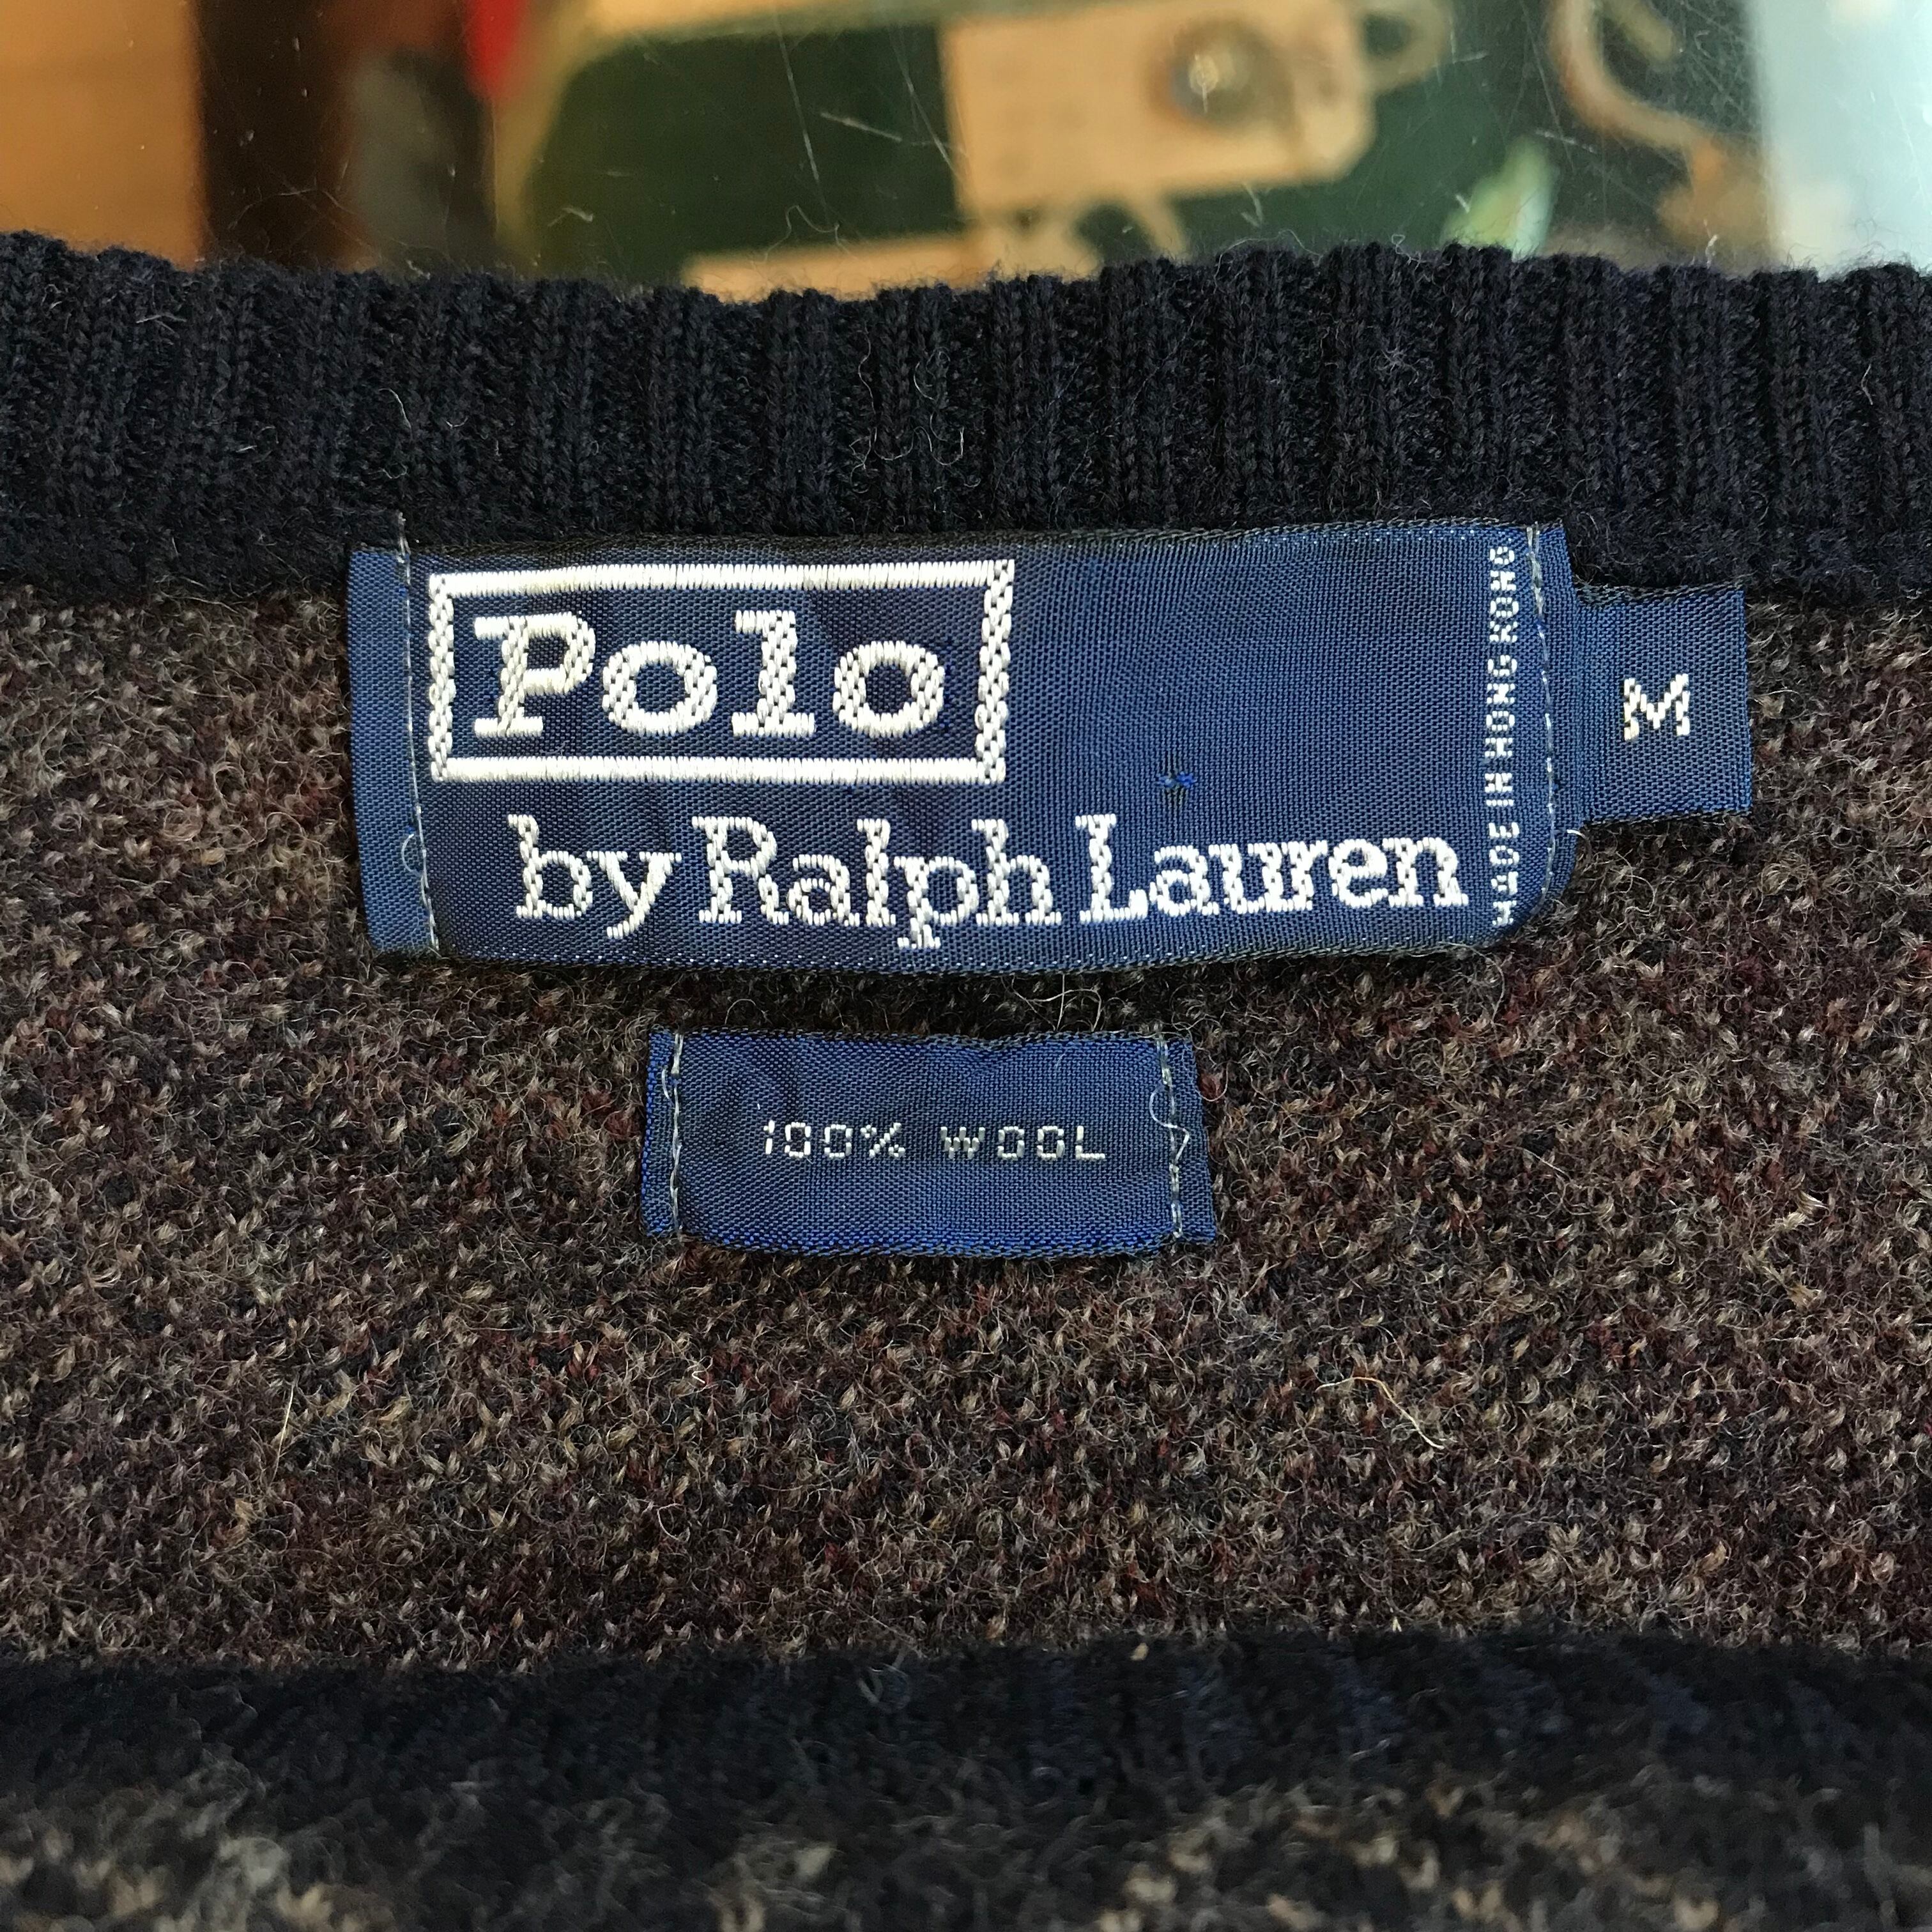 Polo
by Ralph Lauren
MADE IN HONG KONG
M
100% WOOL